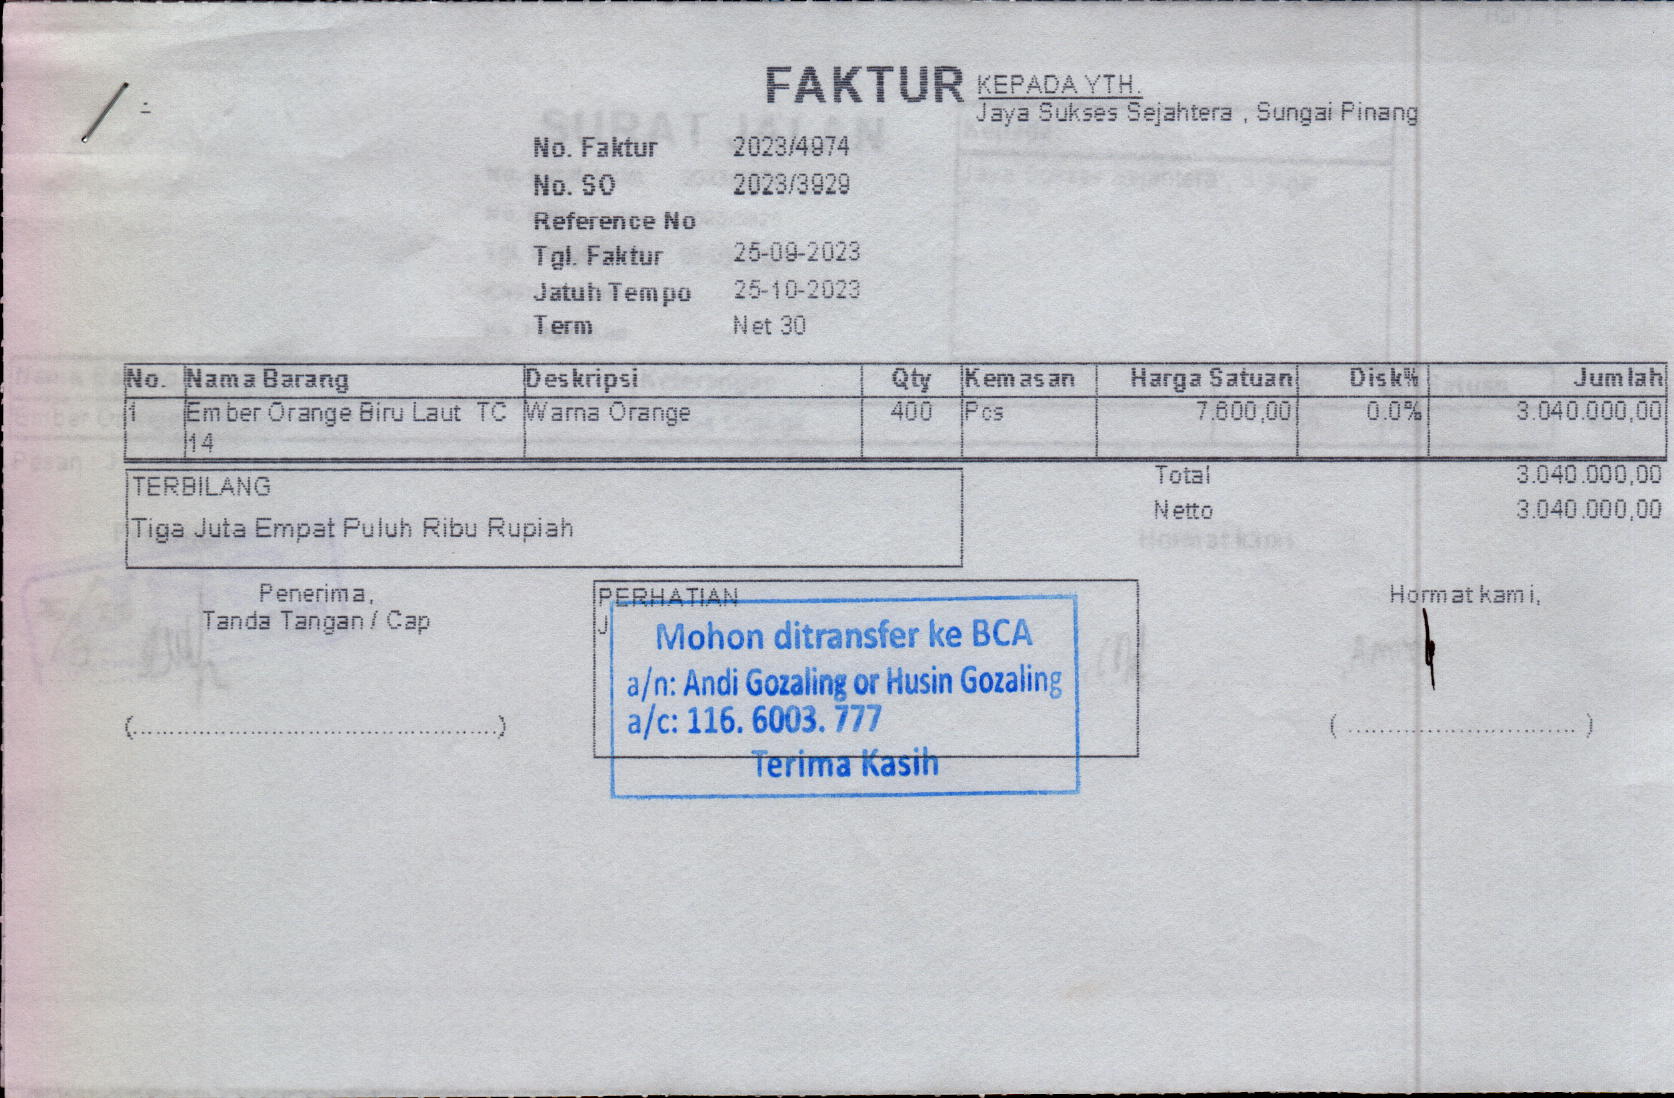 FAKTUR
KEPADA YTH.
Jaya Sukses Sejahtera , Sungai Pinang
No. Faktur 2023/4974
No. SO 2023/3929
Reference No
Tgl. Faktur 25-09-2023
Jatuh Tempo 25-10-2023
Term Net 30
No. Nama Barang Deskripsi Qty Kemasan Harga Satuan Disk% Jumlah
1 Ember Orange Biru Laut TC Warna Orange 400 Pcs 7.600,00 0.0% 3.040.000,00
14
TERBILANG
Tiga Juta Empat Puluh Ribu Rupiah
Total 3.040.000,00
Netto 3.040.000,00
Penerima,
Tanda Tangan / Cap
PERHATIAN
Mohon ditransfer ke BCA
a/n: Andi Gozaling or Husin Gozaling
a/c: 116. 6003. 777
Terima Kasih
Hormat kami,